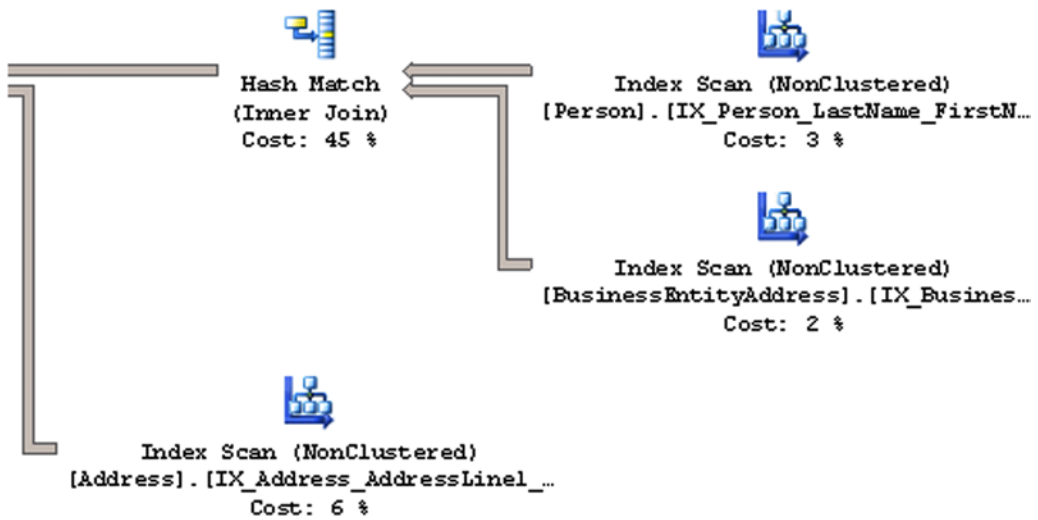 Hash Match
(Inner Join)
Cost: 45 %
Index Scan (NonClustered)
[Person].[IX_Person_LastName_FirstN…
Cost: 3 %
Index Scan (NonClustered)
[BusinessEntityAddress].[IX_Busines…
Cost: 2 %
Index Scan (NonClustered)
[Address].[IX_Address_AddressLine1_…
Cost: 6 %